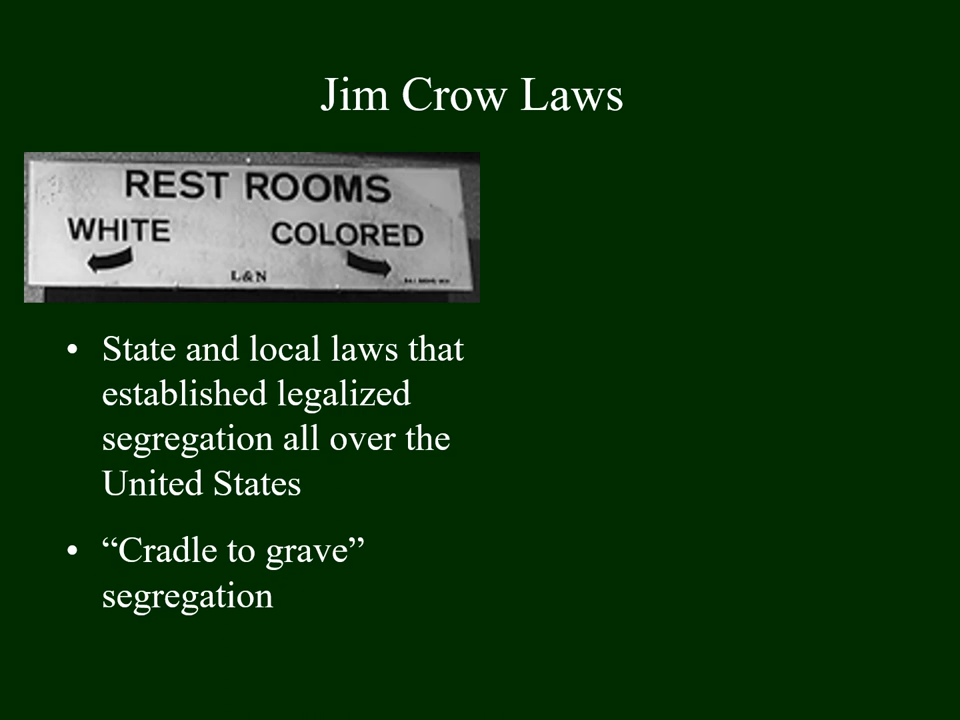 Jim Crow Laws
REST ROOMS
WHITE COLORED
L & N
• State and local laws that
established legalized
segregation all over the
United States
• “Cradle to grave”
segregation